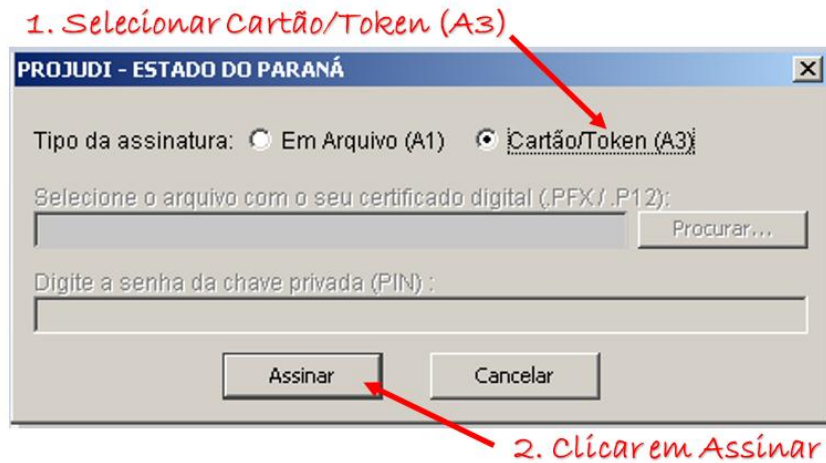 1. Selecionar Cartão/Token (A3)
PROJUDI - ESTADO DO PARANÁ
Tipo da assinatura: Em Arquivo (A1) Cartão/Token (A3)
Selecione o arquivo com o seu certificado digital (.PFX / .P12):
Procurar...
Digite a senha da chave privada (PIN) :
Assinar Cancelar
2. Clicar em Assinar